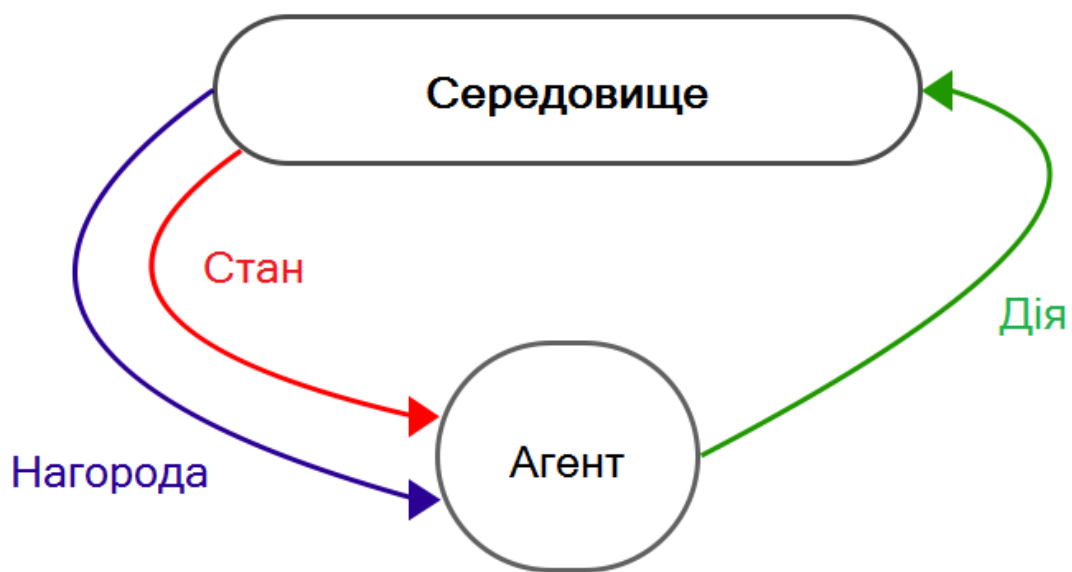 Середовище
Стан
Дія
Агент
Нагорода